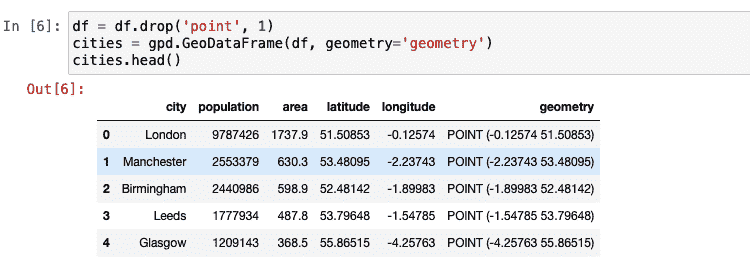 In [6]: df = df.drop('point', 1)
cities = gpd.GeoDataFrame(df, geometry='geometry')
cities.head()
Out[6]:
city population area latitude longitude geometry
0 London 9787426 1737.9 51.50853 -0.12574 POINT (-0.12574 51.50853)
1 Manchester 2553379 630.3 53.48095 -2.23743 POINT (-2.23743 53.48095)
2 Birmingham 2440986 598.9 52.48142 -1.89983 POINT (-1.89983 52.48142)
3 Leeds 1777934 487.8 53.79648 -1.54785 POINT (-1.54785 53.79648)
4 Glasgow 1209143 368.5 55.86515 -4.25763 POINT (-4.25763 55.86515)